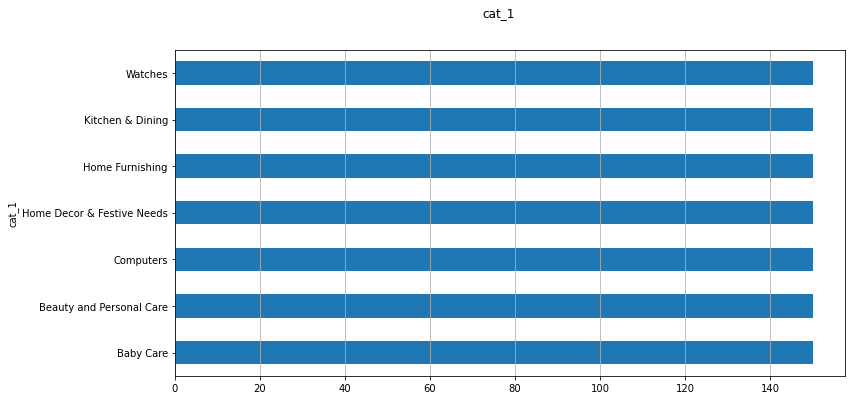 cat_1
Watches
Kitchen & Dining
Home Furnishing
Home Decor & Festive Needs
Computers
Beauty and Personal Care
Baby Care
cat_1
0 20 40 60 80 100 120 140